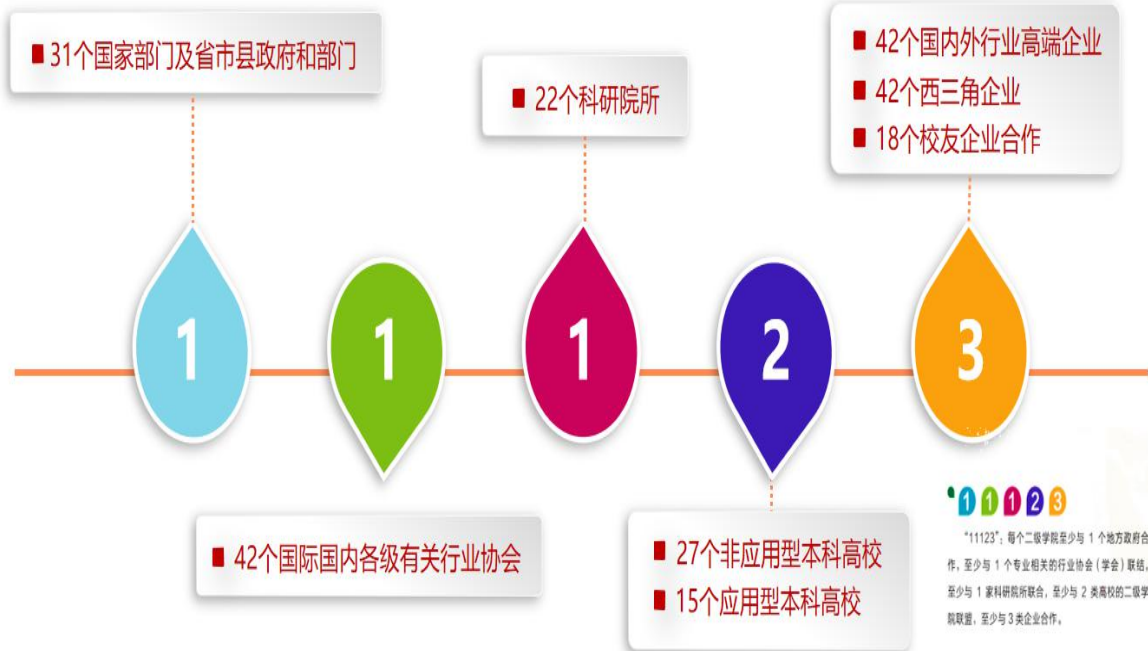 31个国家部门及省市县政府和部门
22个科研院所
42个国内外行业高端企业
42个西三角企业
18个校友企业合作
1
1
1
2
3
42个国际国内各级有关行业协会
27个非应用型本科高校
15个应用型本科高校
1 1 1 2 3
“11123”：每个二级学院至少与 1 个地方政府合
作，至少与 1 个专业相关的行业协会（学会）联结，
至少与 1 家科研院所联合，至少与 2 类高校的二级学
院联盟，至少与 3 类企业合作。